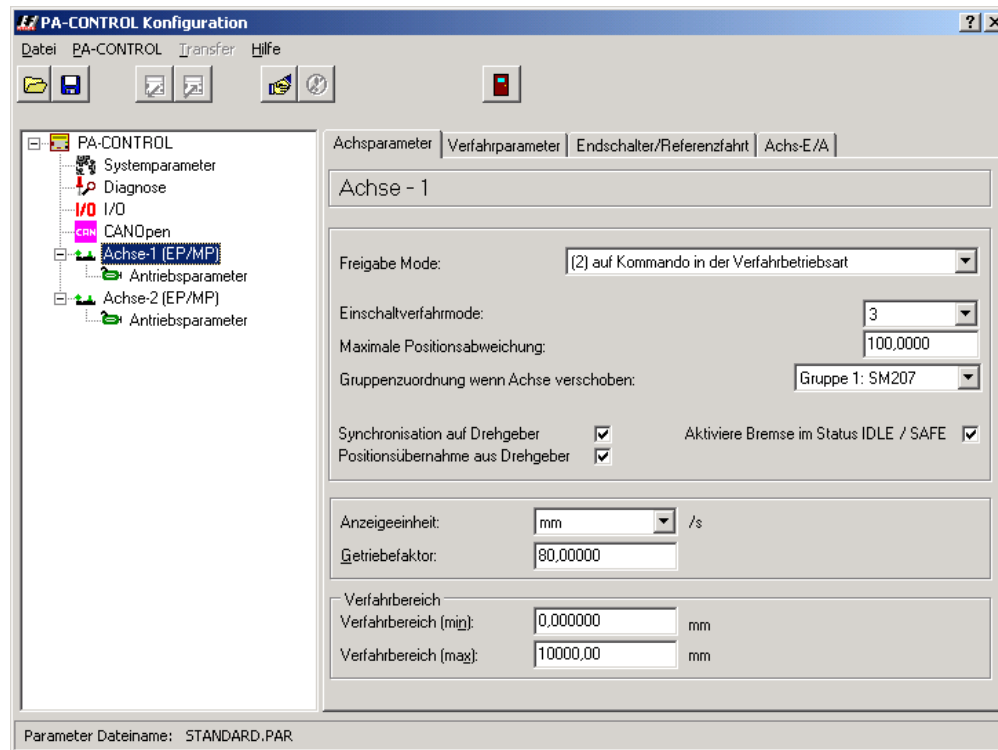 PA-CONTROL Konfiguration
Datei PA-CONTROL Transfer Hilfe
PA-CONTROL
Systemparameter
Diagnose
I/O I/O
CAN CANOpen
Achse-1 (EP/MP)
Antriebsparameter
Achse-2 (EP/MP)
Antriebsparameter
Achsparameter Verfahrparameter Endschalter/Referenzfahrt Achs-E/A
Achse - 1
Freigabe Mode: (2) auf Kommando in der Verfahrbetriebsart
Einschaltverfahrmode: 3
Maximale Positionsabweichung: 100,0000
Gruppenzuordnung wenn Achse verschoben: Gruppe 1: SM207
Synchronisation auf Drehgeber Aktiviere Bremse im Status IDLE / SAFE
Positionsübernahme aus Drehgeber
Anzeigeeinheit: mm /s
Getriebefaktor: 80,00000
Verfahrbereich
Verfahrbereich (min): 0,000000 mm
Verfahrbereich (max): 10000,00 mm
Parameter Dateiname: STANDARD.PAR